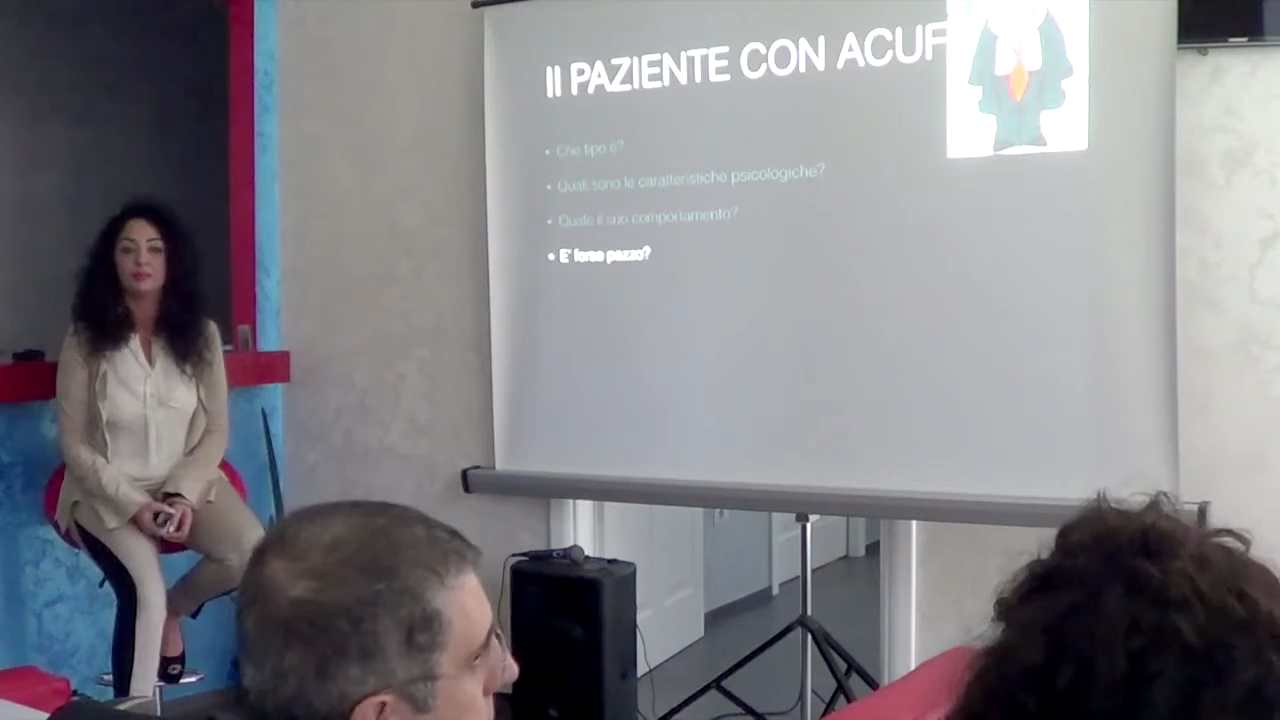 Il PAZIENTE CON ACUF
• Che tipo è?
• Quali sono le caratteristiche psicologiche?
• Quale il suo comportamento?
• E' forse pazzo?